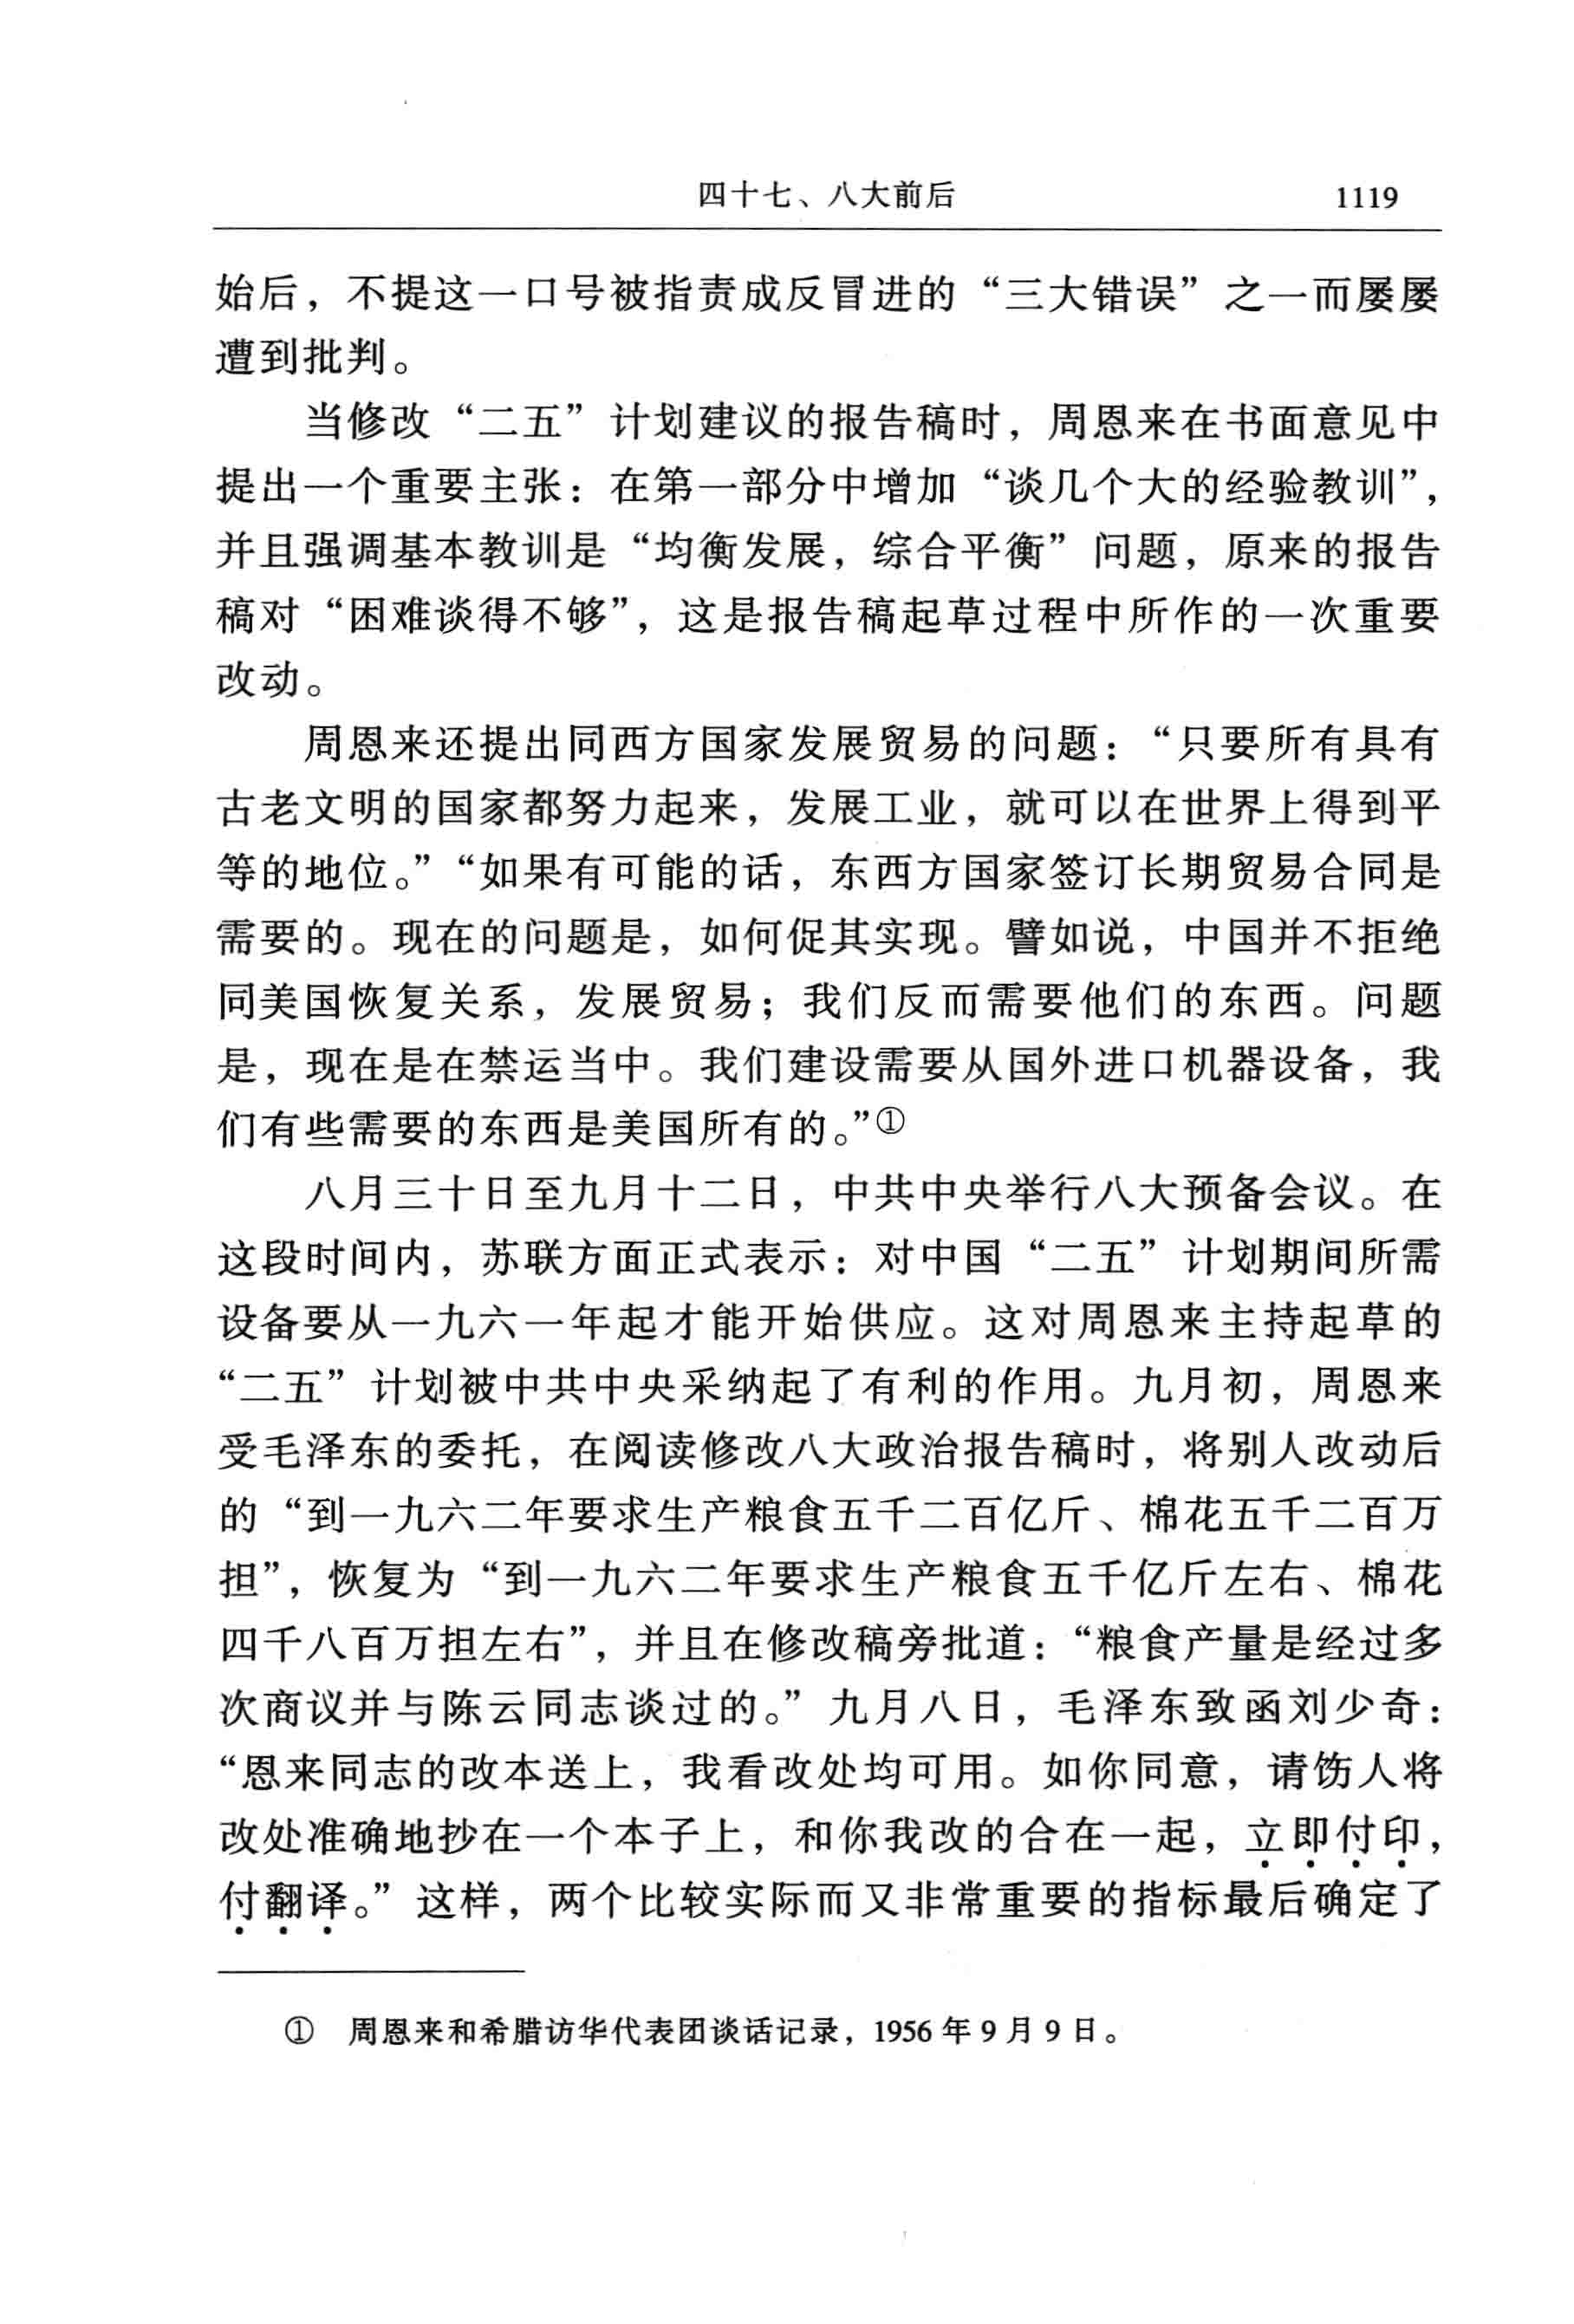 四十七、八大前后 1119
始后，不提这一口号被指责成反冒进的“三大错误”之一而屡屡
遭到批判。
当修改“二五”计划建议的报告稿时，周恩来在书面意见中
提出一个重要主张：在第一部分中增加“谈几个大的经验教训”，
并且强调基本教训是“均衡发展，综合平衡”问题，原来的报告
稿对“困难谈得不够”，这是报告稿起草过程中所作的一次重要
改动。
周恩来还提出同西方国家发展贸易的问题：“只要所有具有
古老文明的国家都努力起来，发展工业，就可以在世界上得到平
等的地位。”“如果有可能的话，东西方国家签订长期贸易合同是
需要的。现在的问题是，如何促其实现。譬如说，中国并不拒绝
同美国恢复关系，发展贸易；我们反而需要他们的东西。问题
是，现在是在禁运当中。我们建设需要从国外进口机器设备，我
们有些需要的东西是美国所有的。”①
八月三十日至九月十二日，中共中央举行八大预备会议。在
这段时间内，苏联方面正式表示：对中国“二五”计划期间所需
设备要从一九六一年起才能开始供应。这对周恩来主持起草的
“二五”计划被中共中央采纳起了有利的作用。九月初，周恩来
受毛泽东的委托，在阅读修改八大政治报告稿时，将别人改动后
的“到一九六二年要求生产粮食五千二百亿斤、棉花五千二百万
担”，恢复为“到一九六二年要求生产粮食五千亿斤左右、棉花
四千八百万担左右”，并且在修改稿旁批道：“粮食产量是经过多
次商议并与陈云同志谈过的。”九月八日，毛泽东致函刘少奇：
“恩来同志的改本送上，我看改处均可用。如你同意，请饬人将
改处准确地抄在一个本子上，和你我改的合在一起，立即付印，
付翻译。”这样，两个比较实际而又非常重要的指标最后确定了
① 周恩来和希腊访华代表团谈话记录，1956年9月9日。